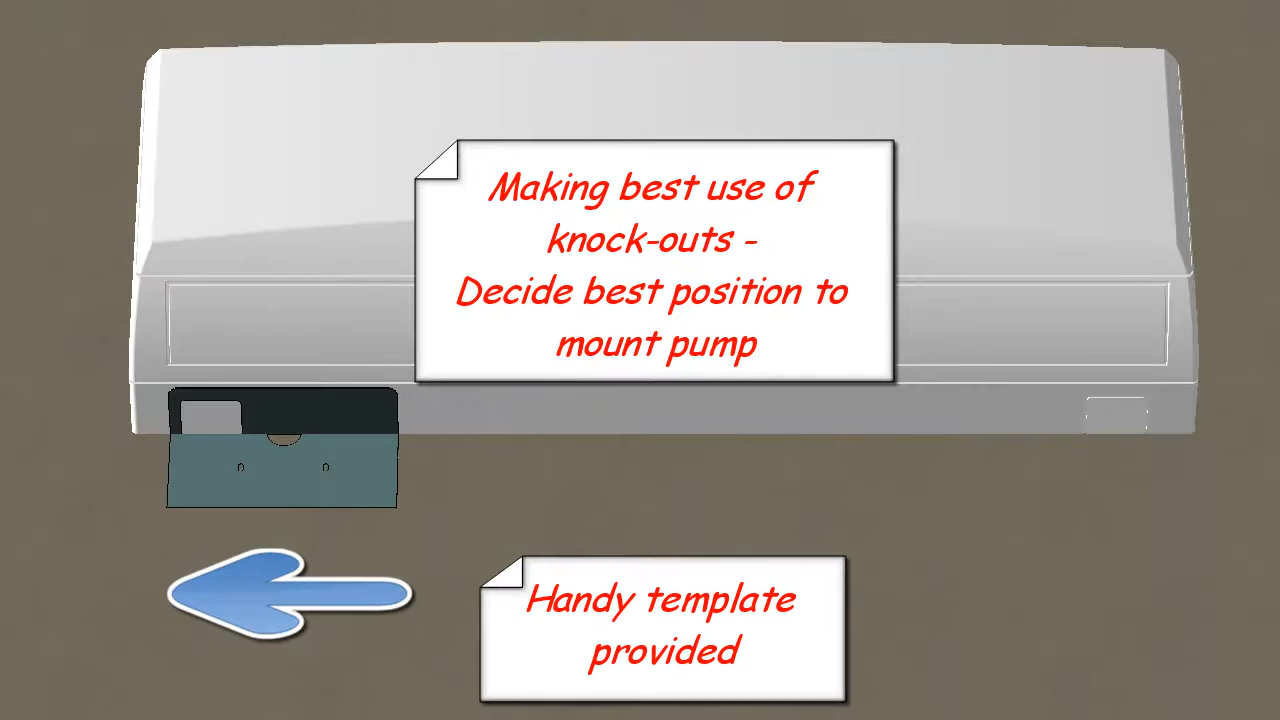 Making best use of
knock-outs -
Decide best position to
mount pump
Handy template
provided